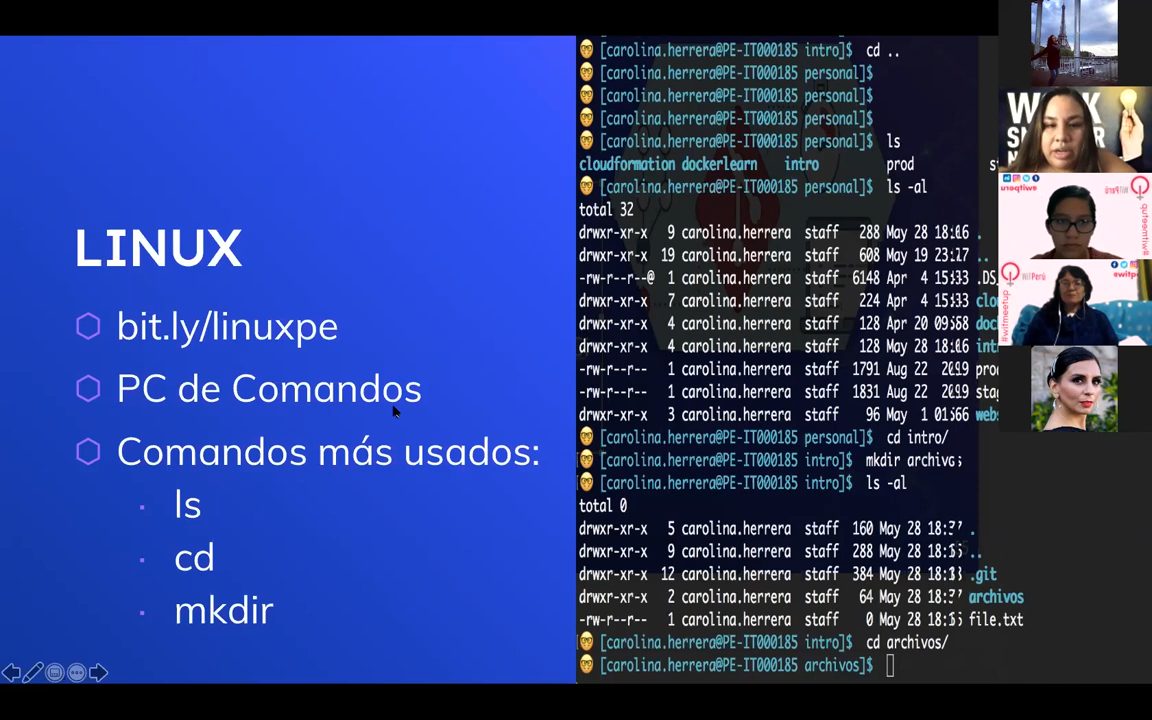 LINUX
bit.ly/linuxpe
PC de Comandos
Comandos más usados:
ls
cd
mkdir
[carolina.herrera@PE-IT000185 intro]$ cd ..
[carolina.herrera@PE-IT000185 personal]$
[carolina.herrera@PE-IT000185 personal]$
[carolina.herrera@PE-IT000185 personal]$
[carolina.herrera@PE-IT000185 personal]$ ls
cloudformation dockerlearn intro prod
[carolina.herrera@PE-IT000185 personal]$ ls -al
total 32
drwxr-xr-x 9 carolina.herrera staff 288 May 28 .
drwxr-xr-x 19 carolina.herrera staff 608 May 19 ..
-rw-r--r--@ 1 carolina.herrera staff 6148 Apr 4
drwxr-xr-x 7 carolina.herrera staff 224 Apr 4
drwxr-xr-x 4 carolina.herrera staff 128 Apr 20
drwxr-xr-x 4 carolina.herrera staff 128 May 28
-rw-r--r-- 1 carolina.herrera staff 1791 Aug 22
-rw-r--r-- 1 carolina.herrera staff 1831 Aug 22
drwxr-xr-x 3 carolina.herrera staff 96 May 1
[carolina.herrera@PE-IT000185 personal]$ cd intro/
[carolina.herrera@PE-IT000185 intro]$ mkdir archivos
[carolina.herrera@PE-IT000185 intro]$ ls -al
total 0
drwxr-xr-x 5 carolina.herrera staff 160 May 28 .
drwxr-xr-x 9 carolina.herrera staff 288 May 28 ..
drwxr-xr-x 12 carolina.herrera staff 384 May 28 .git
drwxr-xr-x 2 carolina.herrera staff 64 May 28 archivos
-rw-r--r-- 1 carolina.herrera staff 0 May 28 file.txt
[carolina.herrera@PE-IT000185 intro]$ cd archivos/
[carolina.herrera@PE-IT000185 archivos]$
#witmeetup